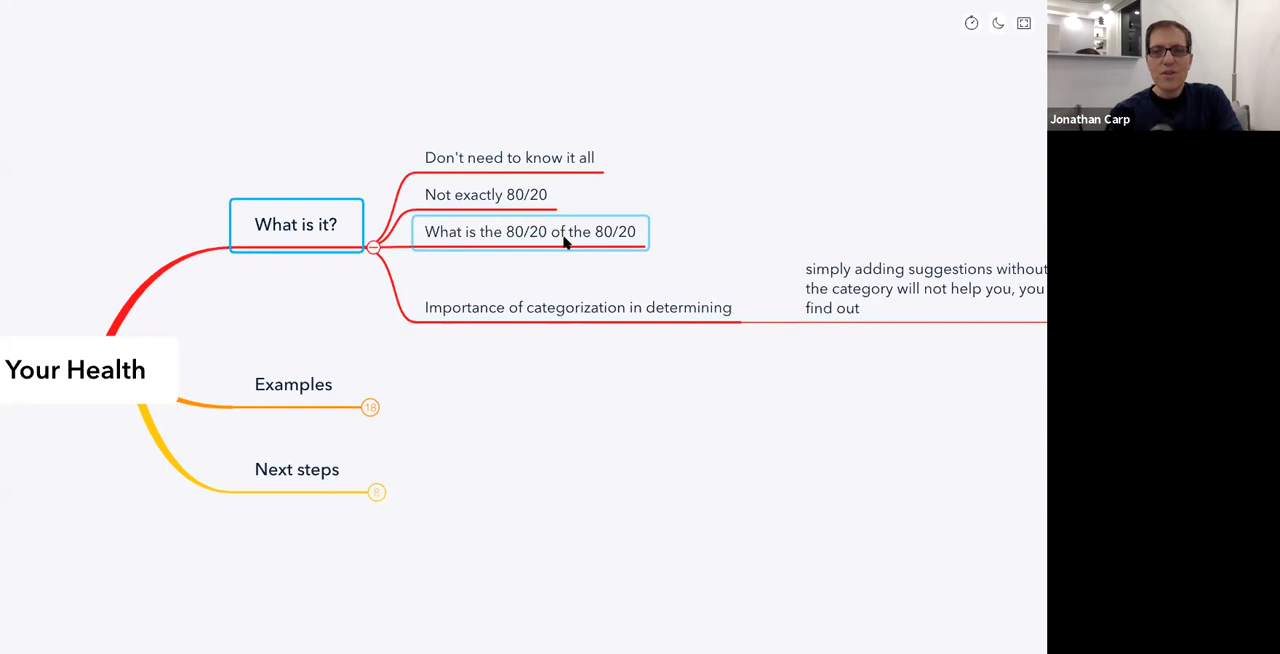 Jonathan Carp
Don't need to know it all
Not exactly 80/20
What is it?
What is the 80/20 of the 80/20
simply adding suggestions without
the category will not help you, you
find out
Importance of categorization in determining
Your Health
Examples
18
Next steps
8